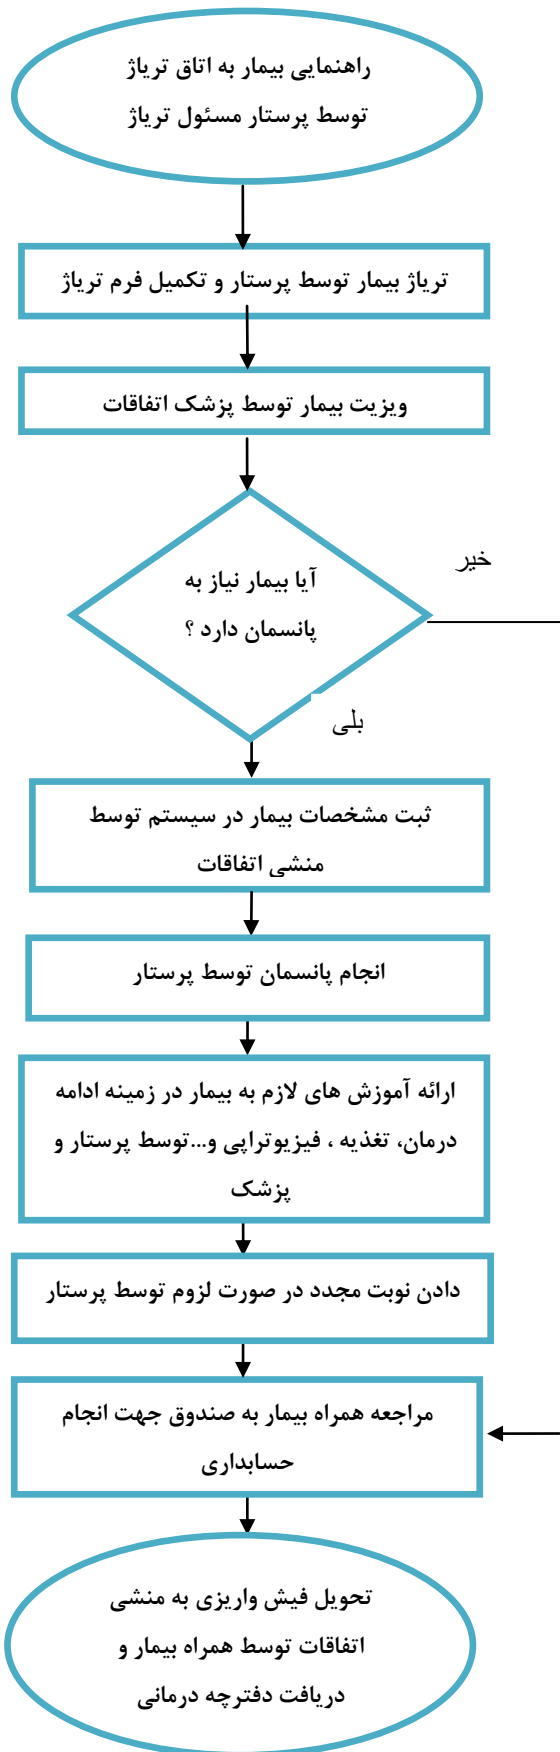 راهنمایی بیمار به اتاق تریاژ
توسط پرستار مسئول تریاژ
تریاژ بیمار توسط پرستار و تکمیل فرم تریاژ
ویزیت بیمار توسط پزشک اتفاقات
آیا بیمار نیاز به
پانسمان دارد ؟
خیر
بلی
ثبت مشخصات بیمار در سیستم توسط
منشی اتفاقات
انجام پانسمان توسط پرستار
ارائه آموزش های لازم به بیمار در زمینه ادامه
درمان، تغذیه ، فیزیوتراپی و...توسط پرستار و
پزشک
دادن نوبت مجدد در صورت لزوم توسط پرستار
مراجعه همراه بیمار به صندوق جهت انجام
حسابداری
تحویل فیش واریزی به منشی
اتفاقات توسط همراه بیمار و
دریافت دفترچه درمانی